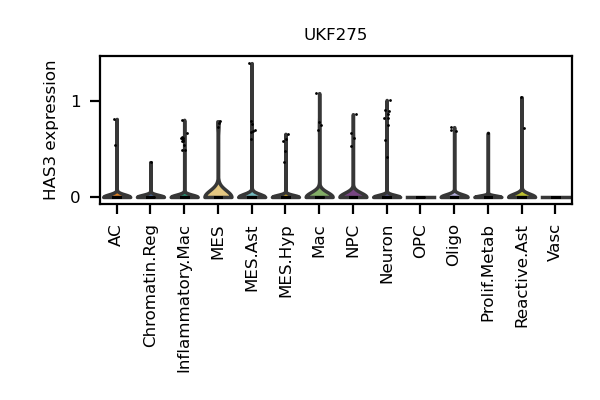 UKF275
HAS3 expression
1
0
AC
Chromatin.Reg
Inflammatory.Mac
MES
MES.Ast
MES.Hyp
Mac
NPC
Neuron
OPC
Oligo
Prolif.Metab
Reactive.Ast
Vasc